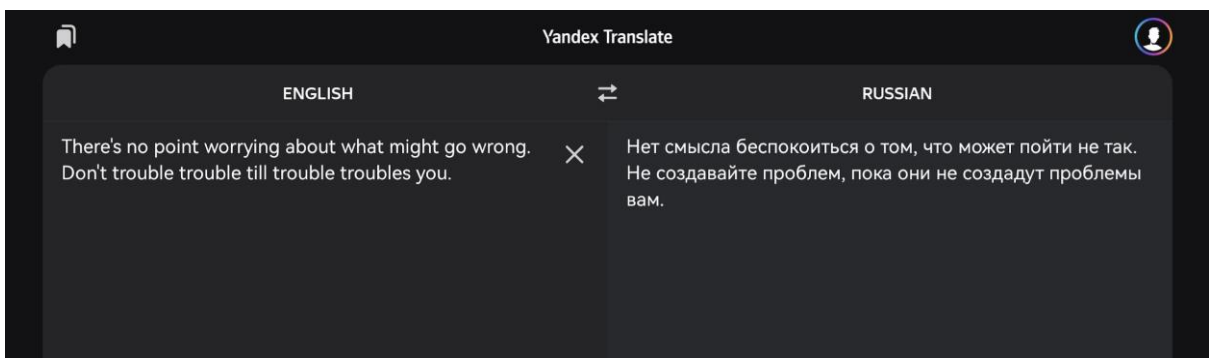 Yandex Translate
ENGLISH
RUSSIAN
There's no point worrying about what might go wrong.
Don't trouble trouble till trouble troubles you.
Нет смысла беспокоиться о том, что может пойти не так.
Не создавайте проблем, пока они не создадут проблемы
вам.